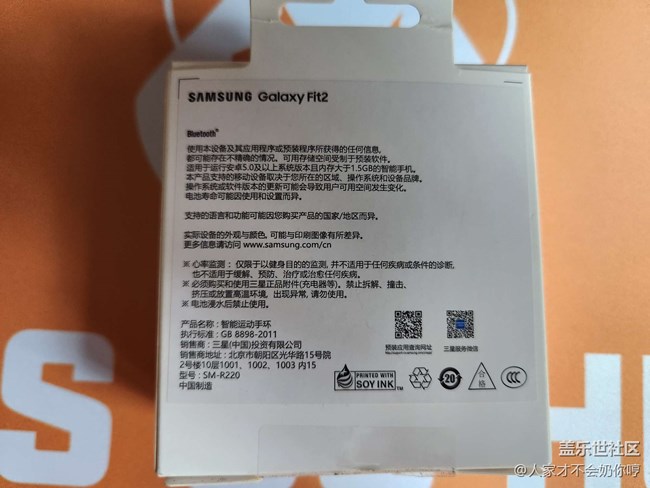 SAMSUNG Galaxy Fit2
Bluetooth®
使用本设备及其应用程序或预装程序所获得的任何信息,
都可能存在不精确的情况。可用存储空间受制于预装软件。
适用于运行安卓5.0及以上系统版本且内存大于1.5GB的智能手机。
本产品支持的移动设备取决于您所在的区域、操作系统和设备品牌。
操作系统或软件版本的更新可能会导致用户可用空间发生变化。
电池寿命可能因使用和设置而异。
支持的语言和功能可能因您购买产品的国家/地区而异。
实际设备的外观与颜色, 可能与印刷图像有所差异。
更多信息请访问 www.samsung.com/cn
※ 心率监测：仅限于以健身目的的监测, 并不适用于任何疾病或条件的诊断,
也不适用于缓解、预防、治疗或治愈任何疾病。
※ 必须购买和使用三星正品附件(充电器等)。禁止拆解、撞击、
挤压或放置高温环境, 出现异常, 请勿使用。
※ 电池浸水后禁止使用。
产品名称：智能运动手环
执行标准：GB 8898-2011
销售商：三星(中国)投资有限公司
销售商地址：北京市朝阳区光华路15号院
2号楼10层1001、1002、1003 内15
型号：SM-R220
中国制造
预装应用查询网址
三星服务微信
PRINTED WITH
SOY INK™
20
合格
CCC
S
H
盖乐世社区
@人家才不会奶你哼